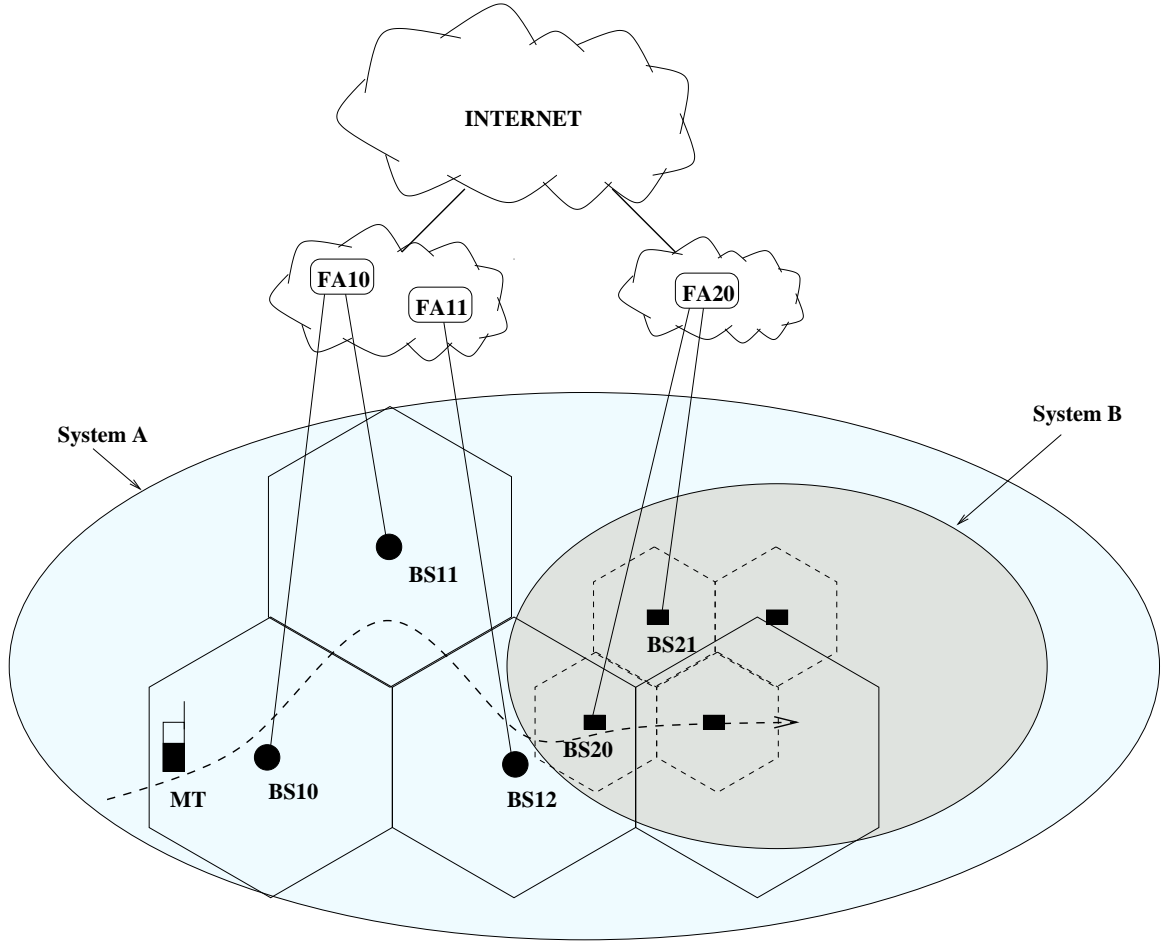 INTERNET
FA10
FA11
FA20
System A
System B
BS11
BS21
BS20
MT
BS10
BS12